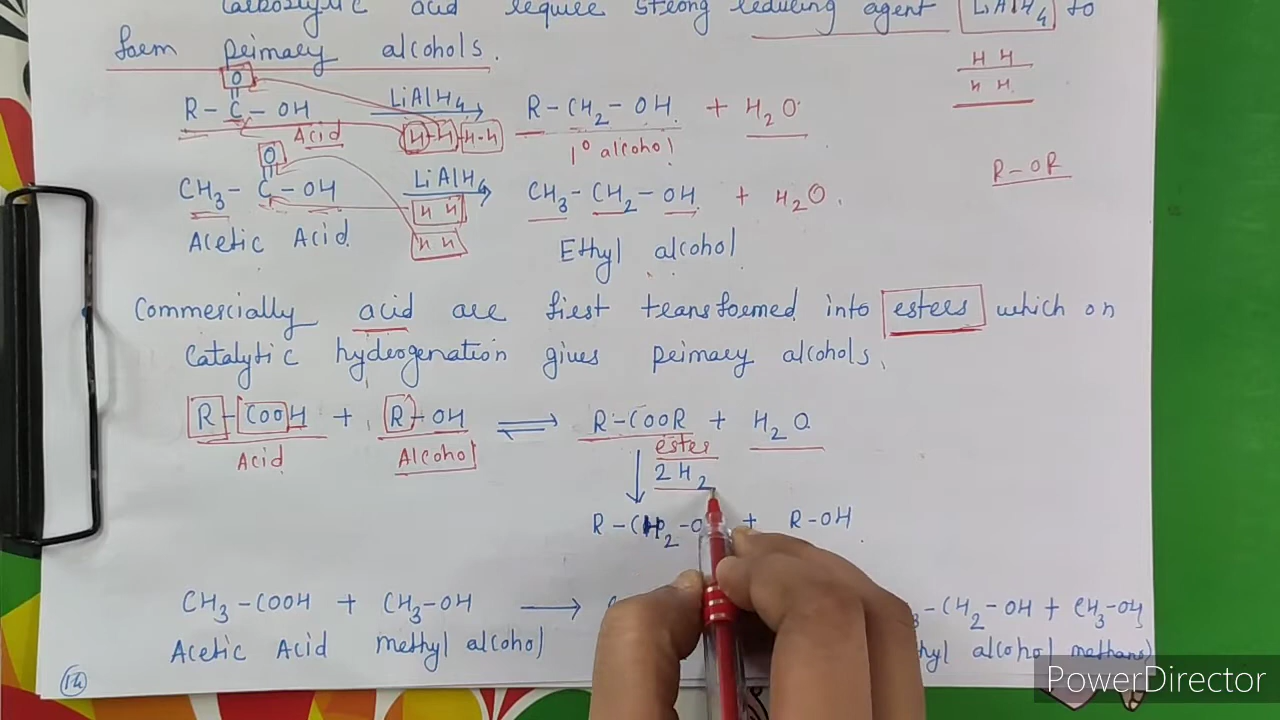 Carboxylic acid require strong reducing agent LiAlH4 to
form primary alcohols.
H H
H H
R-C-OH LiAlH4 R-CH2-OH + H2O
O
Acid H-H H-H 1° alcohol
R-OR
O
CH3-C-OH LiAlH4 CH3-CH2-OH + H2O.
H H
H H
Acetic Acid Ethyl alcohol
Commercially acid are first transformed into esters which on
catalytic hydrogenation gives primary alcohols.
R-COOH + R-OH ⇌ R-COOR + H2O
Acid Alcohol ester
↓ 2H2
R-CH2-O + R-OH
CH3-COOH + CH3-OH → -CH2-OH + CH3-OH
Acetic Acid methyl alcohol alcohol
14
PowerDirector